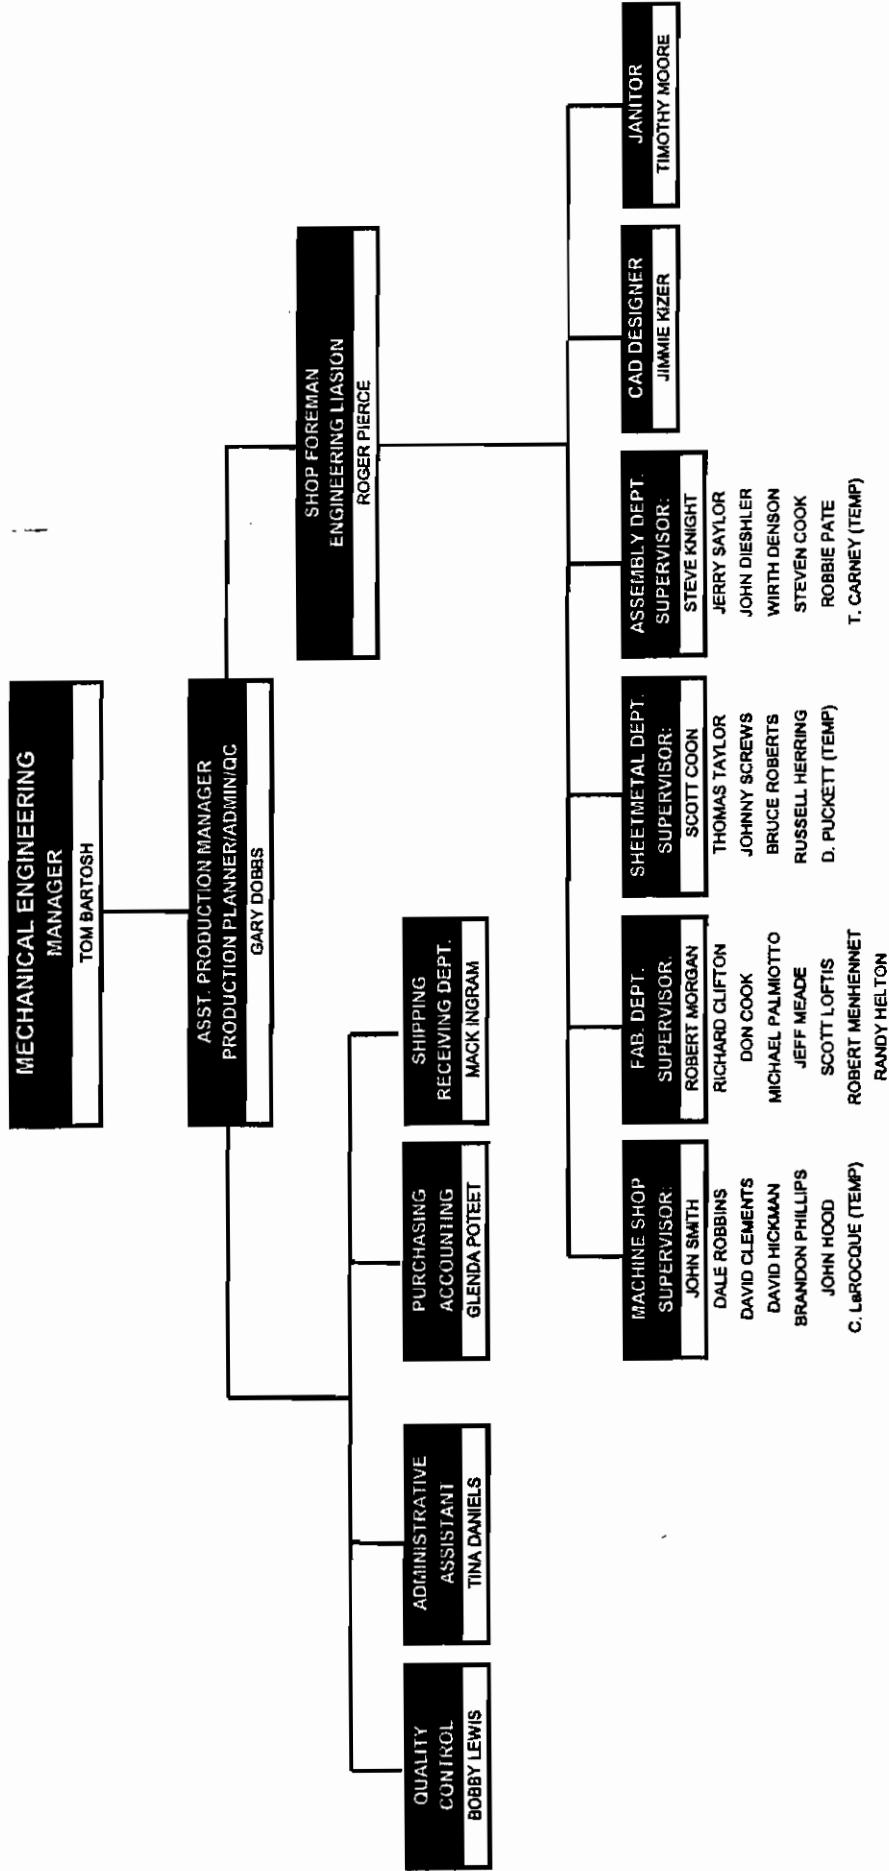 MECHANICAL ENGINEERING
MANAGER
TOM BARTOSH
ASST. PRODUCTION MANAGER
PRODUCTION PLANNER/ADMIN/QC
GARY DOBBS
SHOP FOREMAN
ENGINEERING LIASION
ROGER PIERCE
QUALITY
CONTROL
BOBBY LEWIS
ADMINISTRATIVE
ASSISTANT
TINA DANIELS
PURCHASING
ACCOUNTING
GLENDA POTEET
SHIPPING
RECEIVING DEPT.
MACK INGRAM
MACHINE SHOP
SUPERVISOR:
JOHN SMITH
DALE ROBBINS
DAVID CLEMENTS
DAVID HICKMAN
BRANDON PHILLIPS
JOHN HOOD
C. LaROCQUE (TEMP)
FAB. DEPT.
SUPERVISOR.
ROBERT MORGAN
RICHARD CLIFTON
DON COOK
MICHAEL PALMIOTTO
JEFF MEADE
SCOTT LOFTIS
ROBERT MENHENNET
RANDY HELTON
SHEETMETAL DEPT.
SUPERVISOR:
SCOTT COON
THOMAS TAYLOR
JOHNNY SCREWS
BRUCE ROBERTS
RUSSELL HERRING
D. PUCKETT (TEMP)
ASSEMBLY DEPT.
SUPERVISOR:
STEVE KNIGHT
JERRY SAYLOR
JOHN DIESHLER
WIRTH DENSON
STEVEN COOK
ROBBIE PATE
T. CARNEY (TEMP)
CAD DESIGNER
JIMMIE KIZER
JANITOR
TIMOTHY MOORE